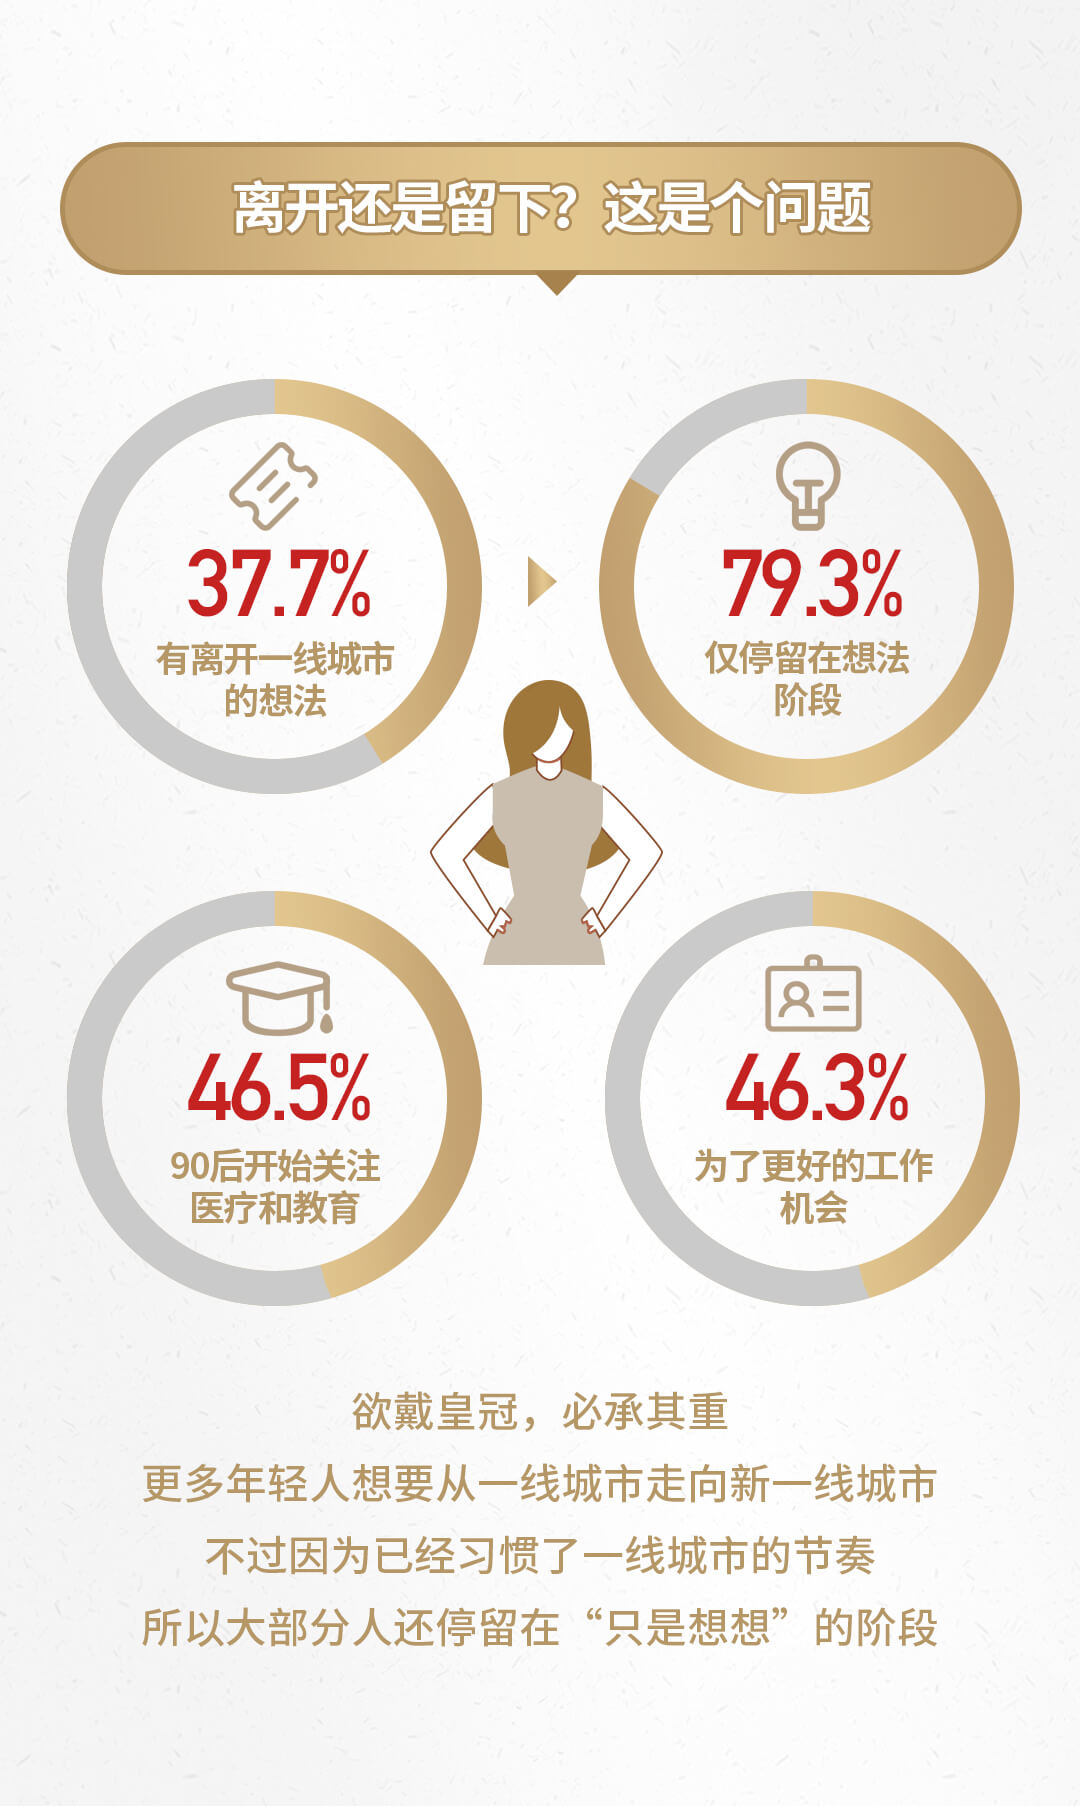 离开还是留下？这是个问题
37.7%
有离开一线城市
的想法
79.3%
仅停留在想法
阶段
46.5%
90后开始关注
医疗和教育
46.3%
为了更好的工作
机会
欲戴皇冠，必承其重
更多年轻人想要从一线城市走向新一线城市
不过因为已经习惯了一线城市的节奏
所以大部分人还停留在“只是想想”的阶段